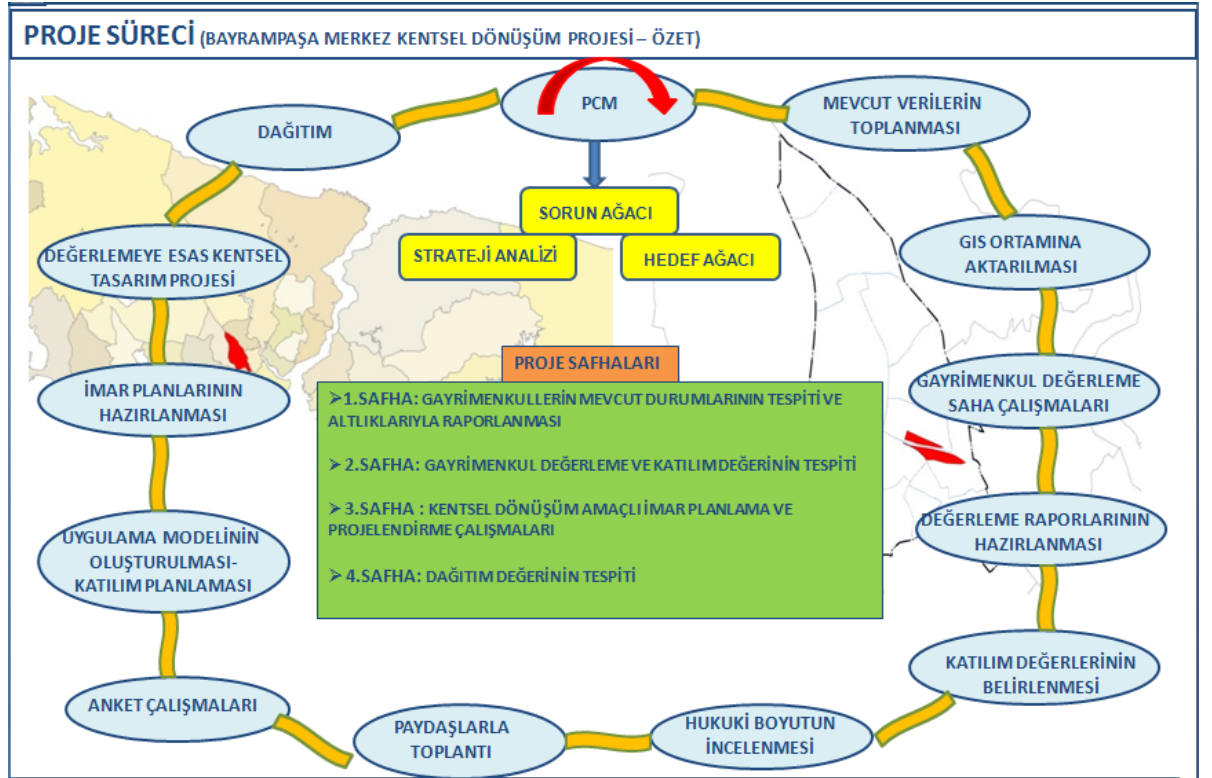 PROJE SÜRECİ (BAYRAMPAŞA MERKEZ KENTSEL DÖNÜŞÜM PROJESİ – ÖZET)
PCM
MEVCUT VERİLERİN
TOPLANMASI
GIS ORTAMINA
AKTARILMASI
GAYRİMENKUL DEĞERLEME
SAHA ÇALIŞMALARI
DEĞERLEME RAPORLARININ
HAZIRLANMASI
KATILIM DEĞERLERİNİN
BELİRLENMESİ
HUKUKİ BOYUTUN
İNCELENMESİ
PAYDAŞLARLA
TOPLANTI
ANKET ÇALIŞMALARI
UYGULAMA MODELİNİN
OLUŞTURULMASI-
KATILIM PLANLAMASI
İMAR PLANLARININ
HAZIRLANMASI
DEĞERLEMEYE ESAS KENTSEL
TASARIM PROJESİ
DAĞITIM
SORUN AĞACI
STRATEJİ ANALİZİ
HEDEF AĞACI
PROJE SAFHALARI
➢1.SAFHA: GAYRİMENKULLERİN MEVCUT DURUMLARININ TESPİTİ VE
ALTLIKLARIYLA RAPORLANMASI
➢ 2.SAFHA: GAYRİMENKUL DEĞERLEME VE KATILIM DEĞERİNİN TESPİTİ
➢ 3.SAFHA : KENTSEL DÖNÜŞÜM AMAÇLI İMAR PLANLAMA VE
PROJELENDİRME ÇALIŞMALARI
➢ 4.SAFHA: DAĞITIM DEĞERİNİN TESPİTİ